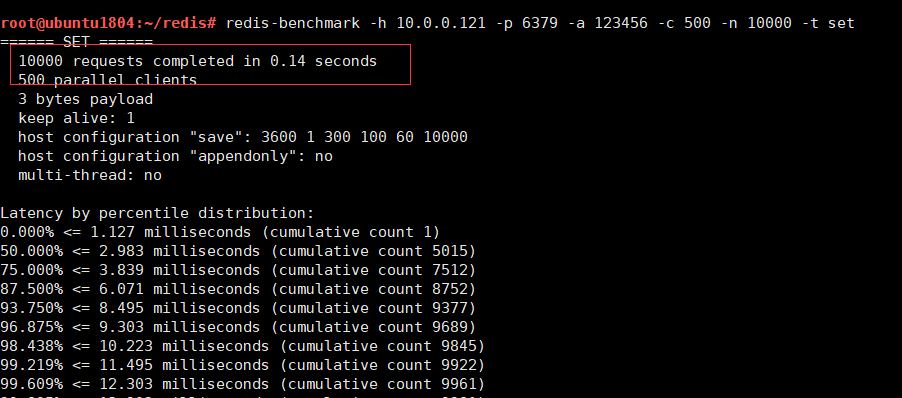 root@ubuntu1804:~/redis# redis-benchmark -h 10.0.0.121 -p 6379 -a 123456 -c 500 -n 10000 -t set
====== SET ======
  10000 requests completed in 0.14 seconds
  500 parallel clients
  3 bytes payload
  keep alive: 1
  host configuration "save": 3600 1 300 100 60 10000
  host configuration "appendonly": no
  multi-thread: no

Latency by percentile distribution:
0.000% <= 1.127 milliseconds (cumulative count 1)
50.000% <= 2.983 milliseconds (cumulative count 5015)
75.000% <= 3.839 milliseconds (cumulative count 7512)
87.500% <= 6.071 milliseconds (cumulative count 8752)
93.750% <= 8.495 milliseconds (cumulative count 9377)
96.875% <= 9.303 milliseconds (cumulative count 9689)
98.438% <= 10.223 milliseconds (cumulative count 9845)
99.219% <= 11.495 milliseconds (cumulative count 9922)
99.609% <= 12.303 milliseconds (cumulative count 9961)